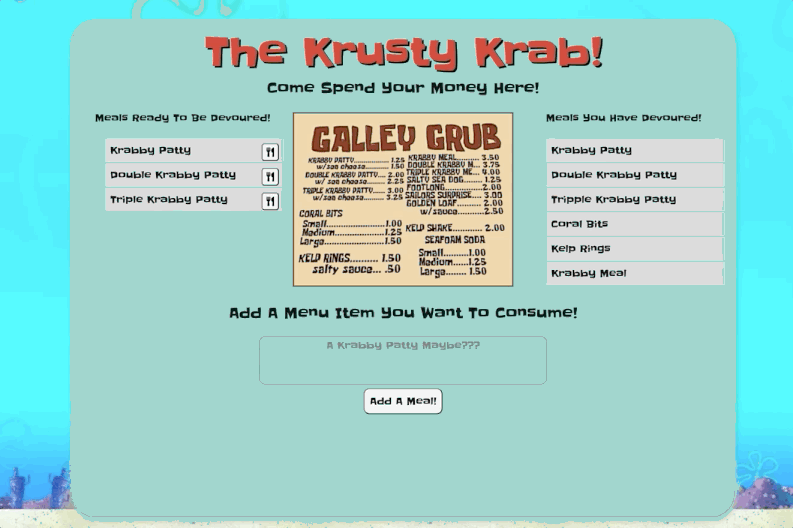 The Krusty Krab!
Come Spend Your Money Here!
Meals Ready To Be Devoured!
Krabby Patty
Double Krabby Patty
Triple Krabby Patty
GALLEY GRUB
KRABBY PATTY............ 1.25
w/sea cheese............ 1.50
DOUBLE KRABBY PATTY.... 2.00
w/ sea cheese........ 2.25
TRIPLE KRABBY PATTY.... 3.00
w/sea cheese......... 3.25
CORAL BITS
Small...............1.00
Medium............1.25
Large...............1.50
KELP RINGS.......... 1.50
salty sauce... .50
KRABBY MEAL.......... 3.50
DOUBLE KRABBY M... 3.75
TRIPLE KRABBY ME... 4.00
SALTY SEA DOG....... 1.25
FOOTLONG...............2.00
SAILORS SURPRISE... 3.00
GOLDEN LOAF......... 2.00
w/sauce..........2.50
KELP SHAKE.......... 2.00
SEAFOAM SODA
Small.........1.00
Medium......1.25
Large......... 1.50
Meals You Have Devoured!
Krabby Patty
Double Krabby Patty
Tripple Krabby Patty
Coral Bits
Kelp Rings
Krabby Meal
Add A Menu Item You Want To Consume!
A Krabby Patty Maybe???
Add A Meal!